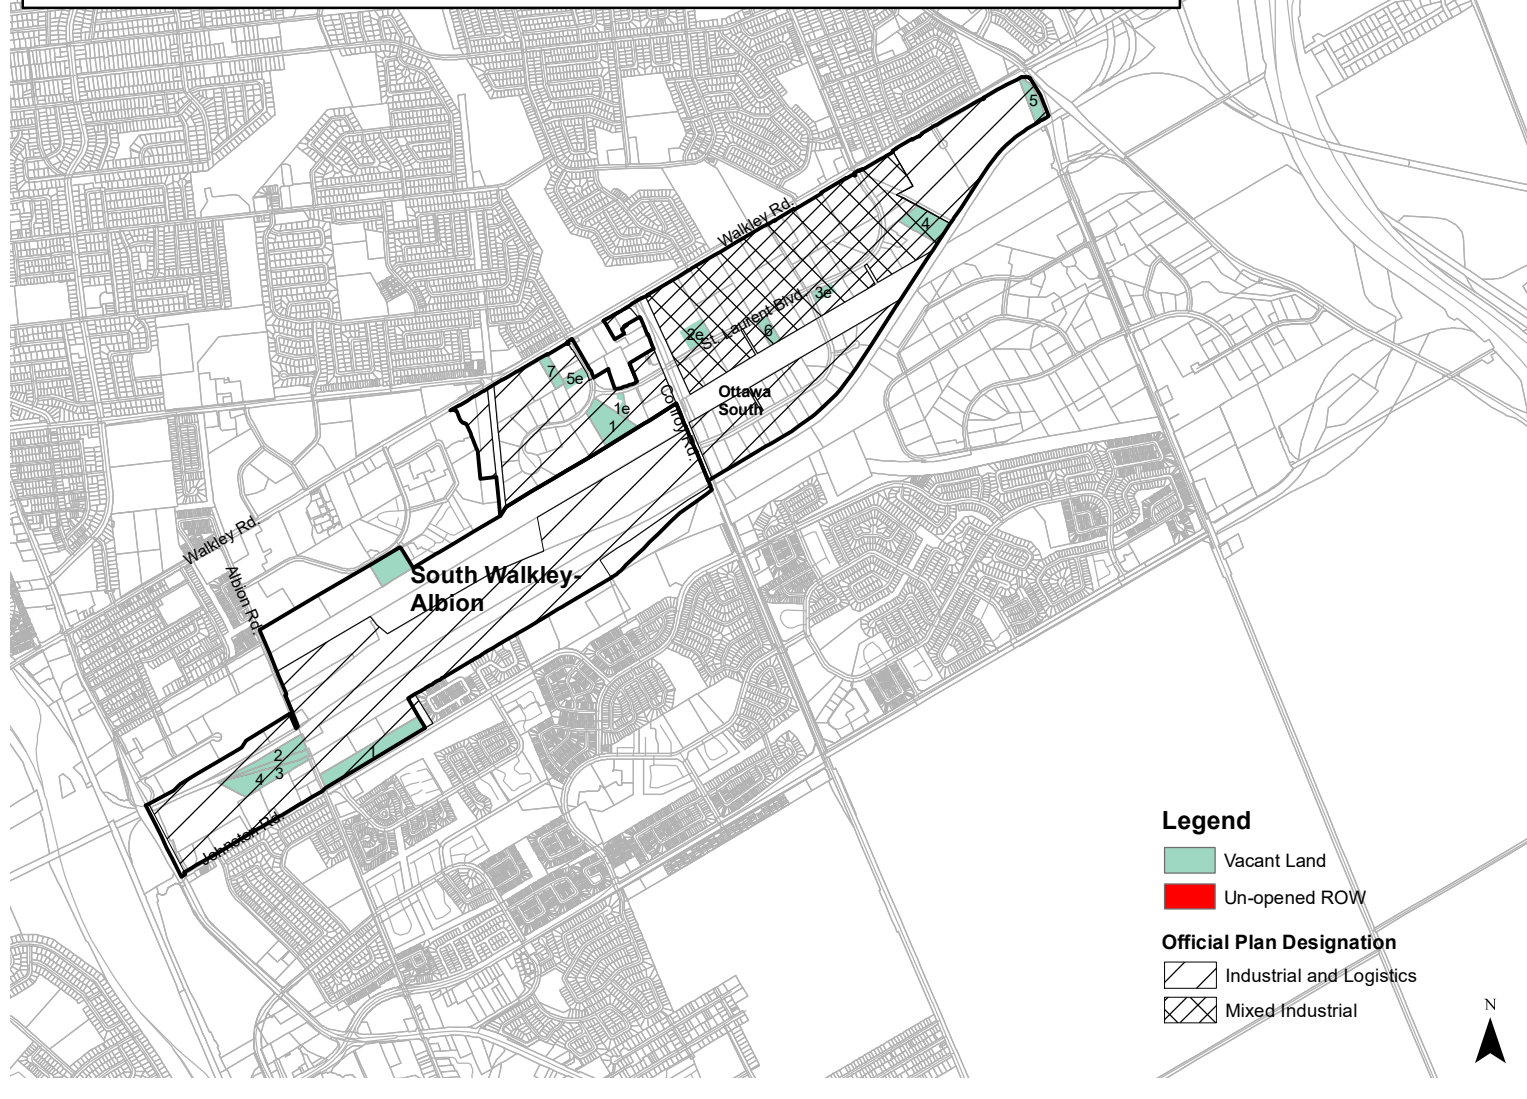 5
Walkley Rd.
4
3e
St. Laurent Blvd.
2e
6
7
5e
Ottawa
South
1e
Conroy Rd.
1
Walkley Rd.
South Walkley-
Albion
Albion Rd.
2
3
4
1
Johnston Rd.
Legend
Vacant Land
Un-opened ROW
Official Plan Designation
Industrial and Logistics
Mixed Industrial
N